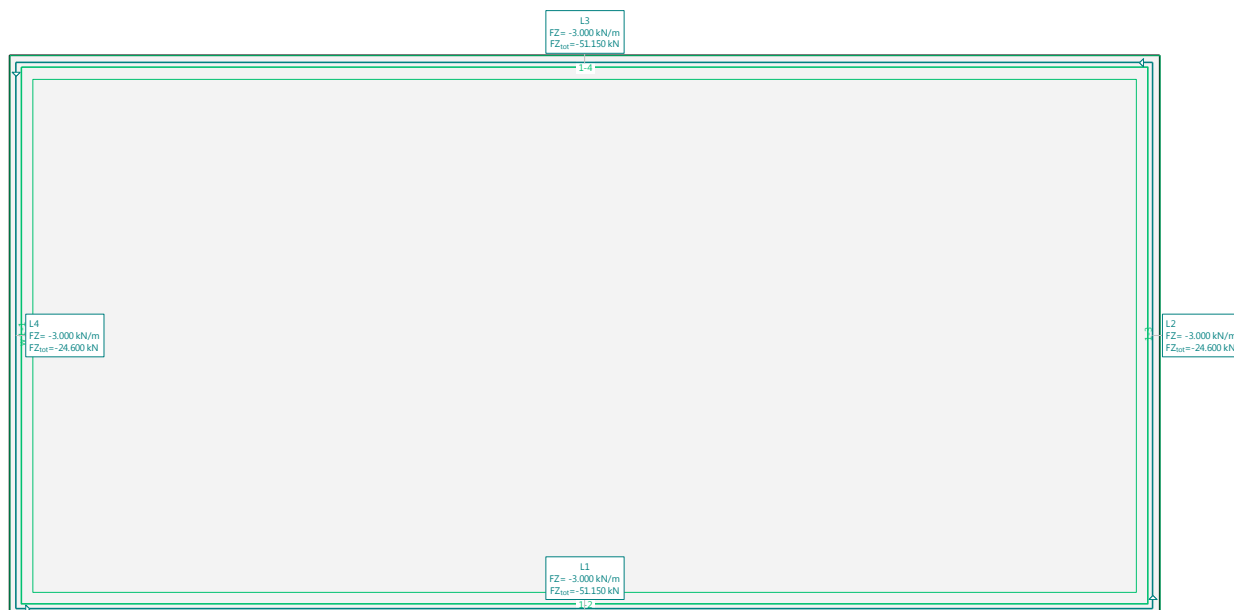 L3
FZ= -3.000 kN/m
FZtot=-51.150 kN
1-4
L4
FZ= -3.000 kN/m
FZtot=-24.600 kN
1-3
L2
FZ= -3.000 kN/m
FZtot=-24.600 kN
L1
FZ= -3.000 kN/m
FZtot=-51.150 kN
1-2